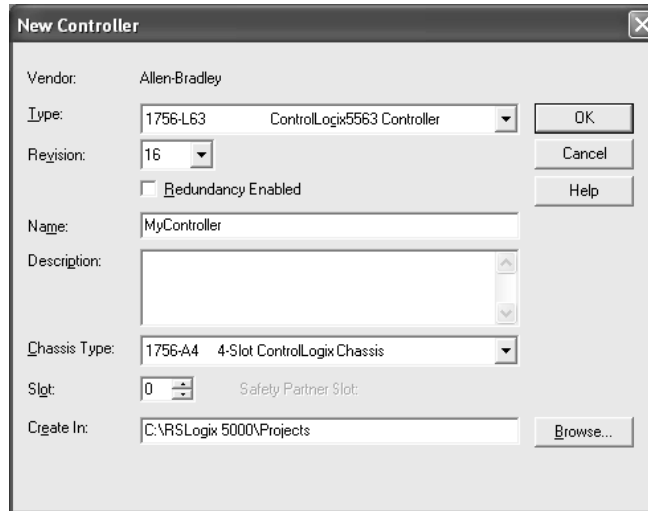 New Controller
Vendor: Allen-Bradley
Type: 1756-L63 ControlLogix5563 Controller OK
Revision: 16 Cancel
Redundancy Enabled Help
Name: MyController
Description:
Chassis Type: 1756-A4 4-Slot ControlLogix Chassis
Slot: 0 Safety Partner Slot:
Create In: C:\RSLogix 5000\Projects Browse...